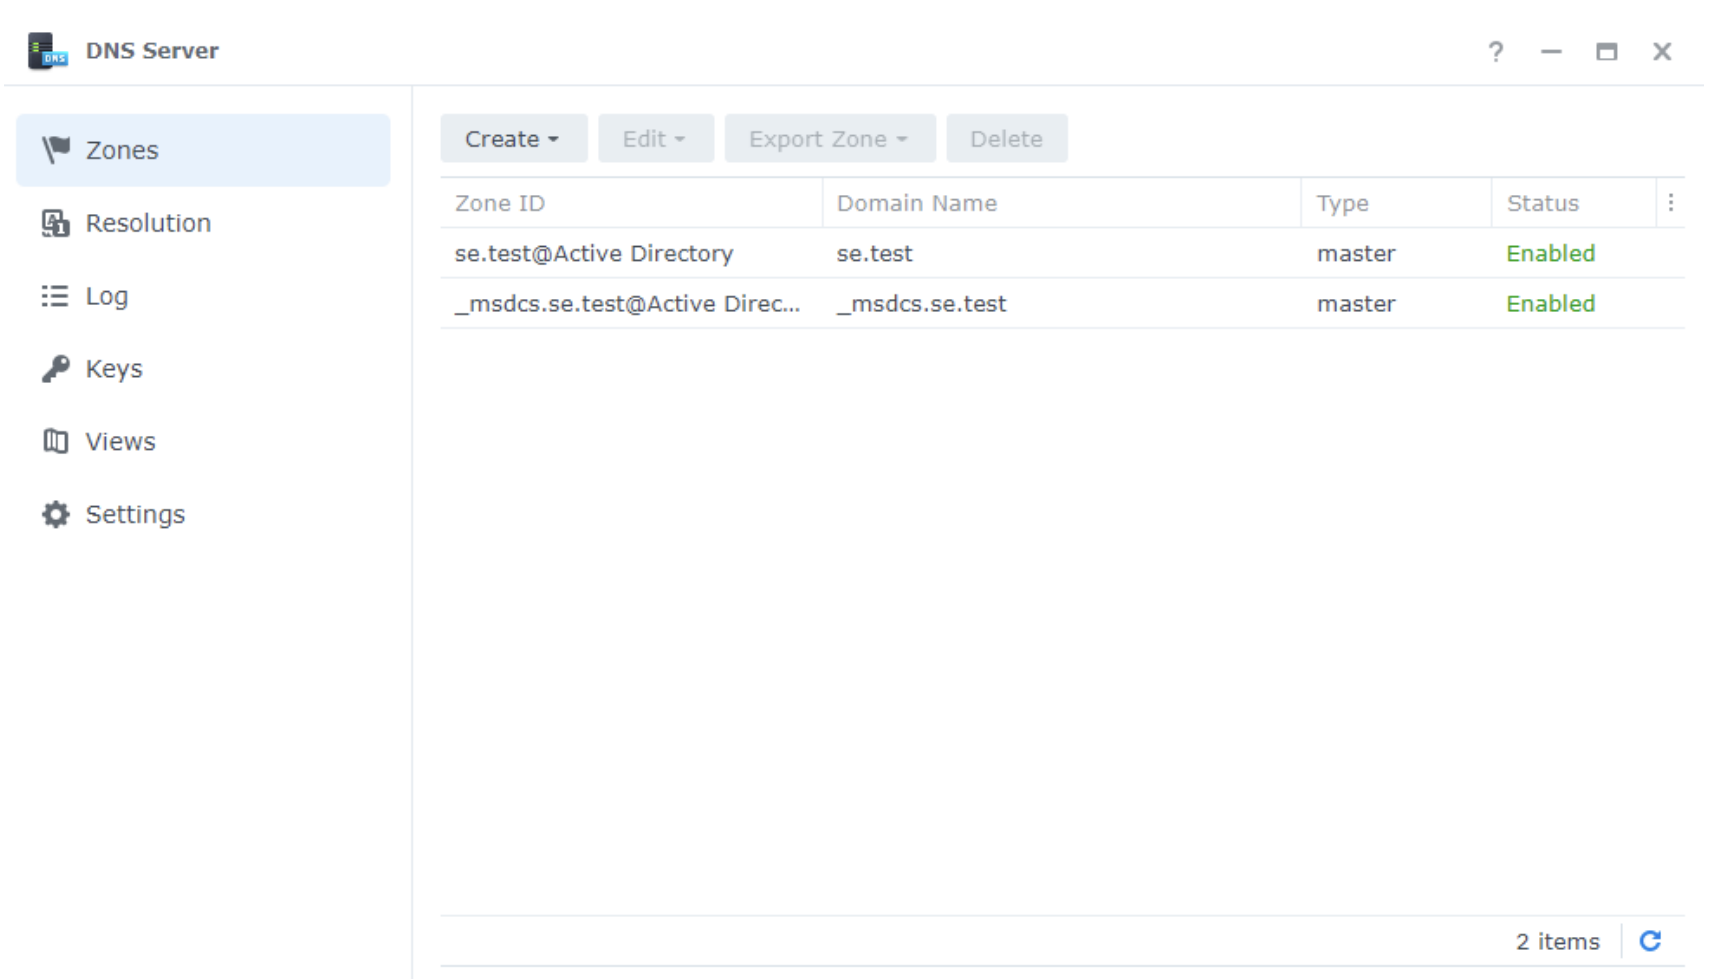 DNS Server
Zones
Resolution
Log
Keys
Views
Settings
Create Edit Export Zone Delete
Zone ID Domain Name Type Status
se.test@Active Directory se.test master Enabled
_msdcs.se.test@Active Direc... _msdcs.se.test master Enabled
2 items